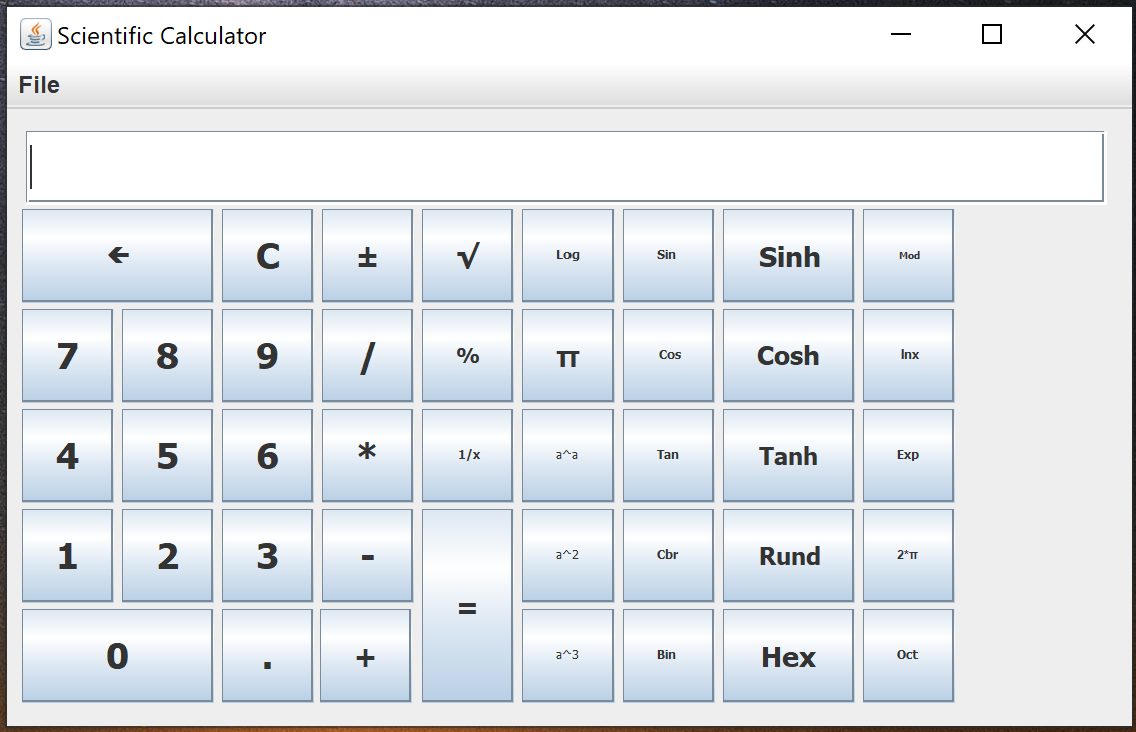 Scientific Calculator
File
← C ± √ Log Sin Sinh Mod
7 8 9 / % π Cos Cosh lnx
4 5 6 * 1/x a^a Tan Tanh Exp
1 2 3 - = a^2 Cbr Rund 2*π
0 . + a^3 Bin Hex Oct